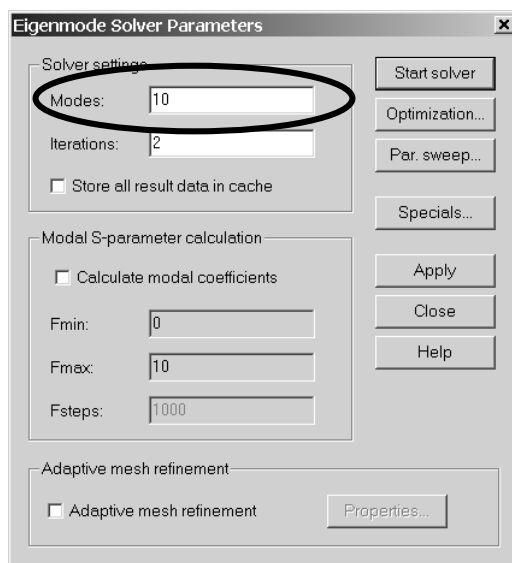 Eigenmode Solver Parameters
Solver settings
Modes: 10
Iterations: 2
Store all result data in cache
Start solver
Optimization...
Par. sweep...
Specials...
Modal S-parameter calculation
Calculate modal coefficients
Fmin: 0
Fmax: 10
Fsteps: 1000
Apply
Close
Help
Adaptive mesh refinement
Adaptive mesh refinement
Properties...